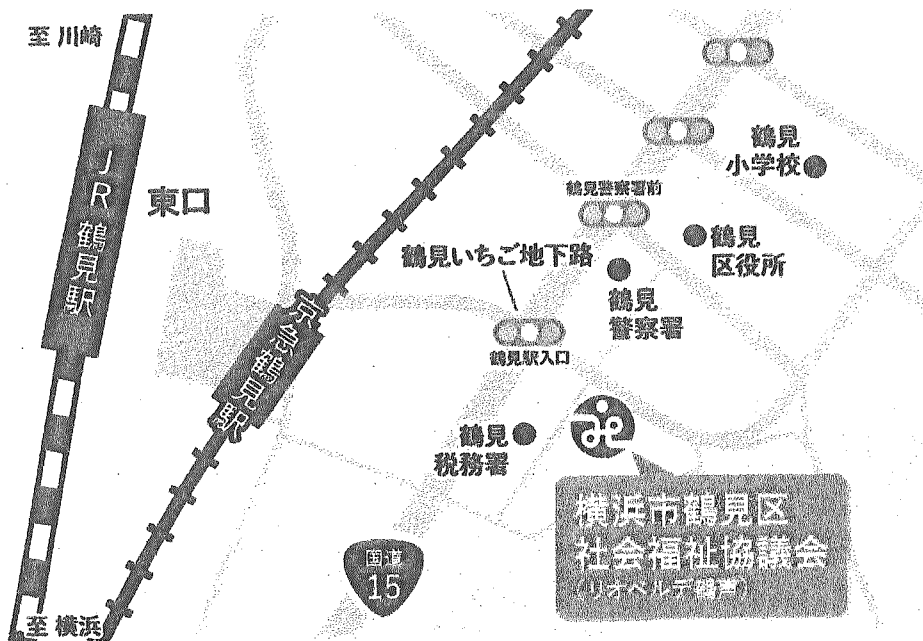 至 川崎
JR 鶴見駅
東口
鶴見
小学校
鶴見警察署前
鶴見いちご地下路
鶴見
区役所
鶴見
警察署
京急鶴見駅
鶴見駅入口
鶴見
税務署
横浜市鶴見区
社会福祉協議会
(リオベルデ鶴声)
国道
15
至 横浜